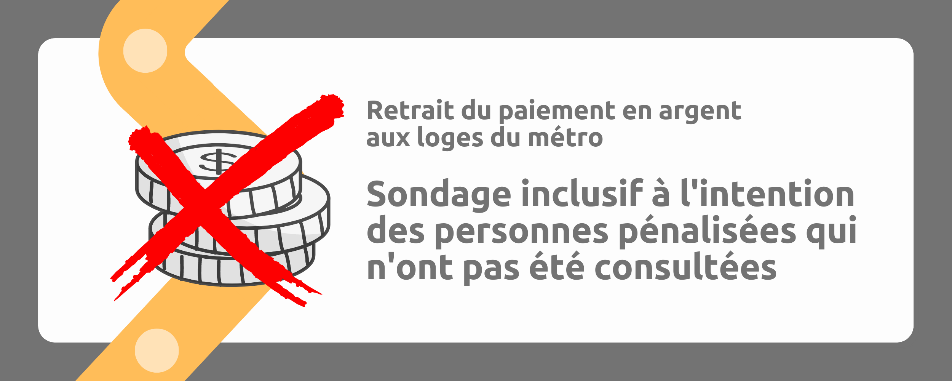 Retrait du paiement en argent
aux loges du métro
Sondage inclusif à l'intention
des personnes pénalisées qui
n'ont pas été consultées
$